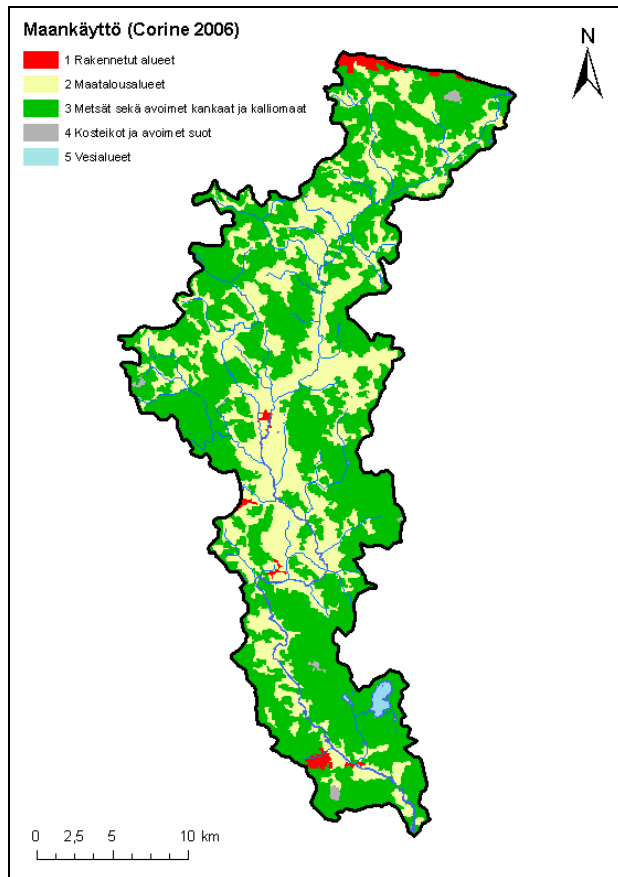 Maankäyttö (Corine 2006)
1 Rakennetut alueet
2 Maatalousalueet
3 Metsät sekä avoimet kankaat ja kalliomaat
4 Kosteikot ja avoimet suot
5 Vesialueet
N
0 2,5 5 10 km